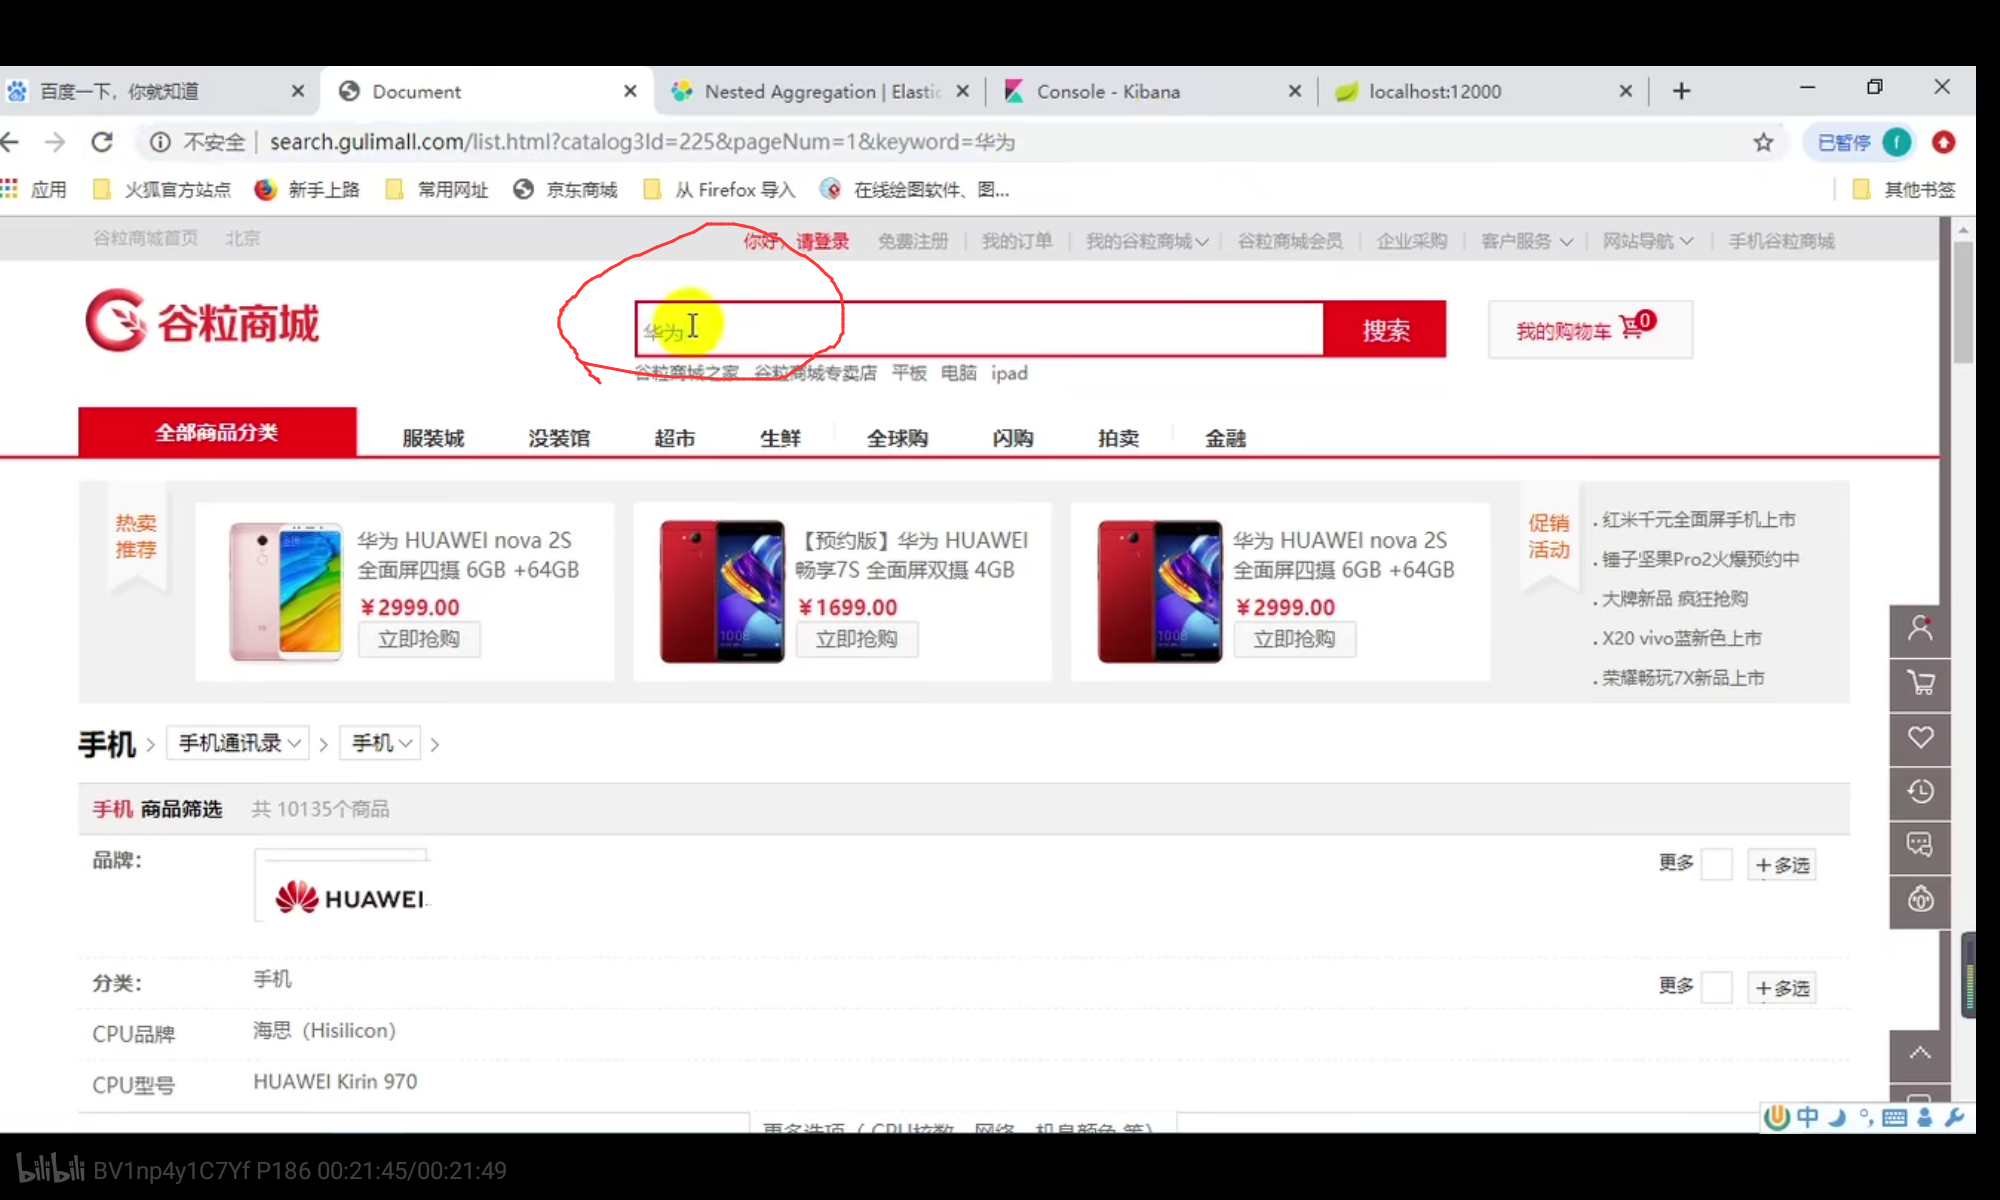 百度一下，你就知道
Document
Nested Aggregation | Elastic
Console - Kibana
localhost:12000
不安全 | search.gulimall.com/list.html?catalog3Id=225&pageNum=1&keyword=华为
已暂停 f
应用 火狐官方站点 新手上路 常用网址 京东商城 从 Firefox 导入 在线绘图软件、图... 其他书签
谷粒商城首页 北京 你好，请登录 免费注册 我的订单 我的谷粒商城 谷粒商城会员 企业采购 客户服务 网站导航 手机谷粒商城
谷粒商城
华为
搜索
我的购物车 0
谷粒商城之家 谷粒商城专卖店 平板 电脑 ipad
全部商品分类 服装城 没装馆 超市 生鲜 全球购 闪购 拍卖 金融
热卖
推荐
华为 HUAWEI nova 2S
全面屏四摄 6GB +64GB
¥2999.00
立即抢购
【预约版】华为 HUAWEI
畅享7S 全面屏双摄 4GB
¥1699.00
立即抢购
华为 HUAWEI nova 2S
全面屏四摄 6GB +64GB
¥2999.00
立即抢购
促销
活动
. 红米千元全面屏手机上市
. 锤子坚果Pro2火爆预约中
. 大牌新品 疯狂抢购
. X20 vivo蓝新色上市
. 荣耀畅玩7X新品上市
手机 > 手机通讯录 > 手机 >
手机 商品筛选 共 10135个商品
品牌：
HUAWEI
更多 +多选
分类： 手机 更多 +多选
CPU品牌 海思（Hisilicon）
CPU型号 HUAWEI Kirin 970
更多选项（ CPU核数、网络、机身颜色 等）
中
bilibili BV1np4y1C7Yf P186 00:21:45/00:21:49